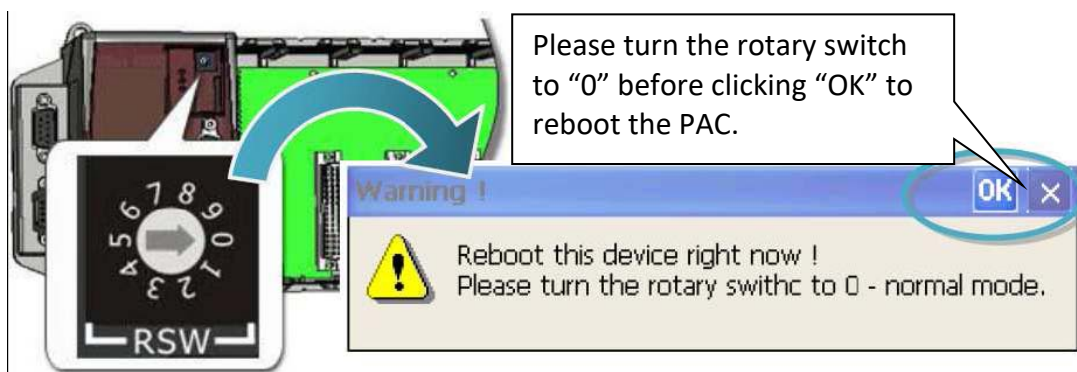 Please turn the rotary switch
to “0” before clicking “OK” to
reboot the PAC.
Warning !
OK
Reboot this device right now !
Please turn the rotary swithc to 0 - normal mode.
7 8 9
6 0
5 1
4 3 2
RSW